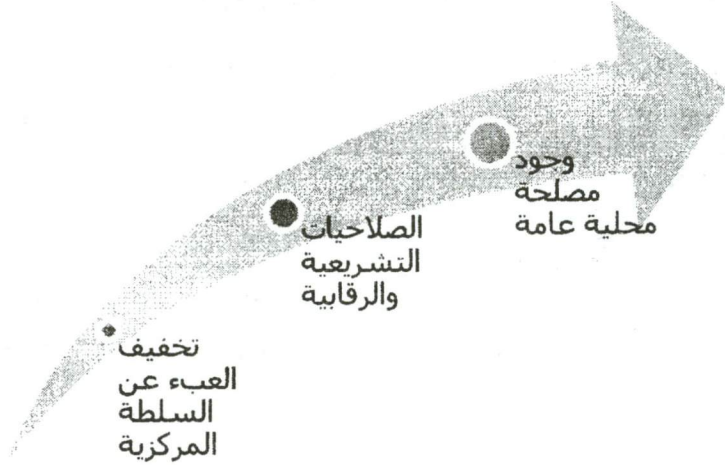 وجود
مصلحة
محلية عامة
الصلاحيات
التشريعية
والرقابية
تخفيف
العبء عن
السلطة
المركزية